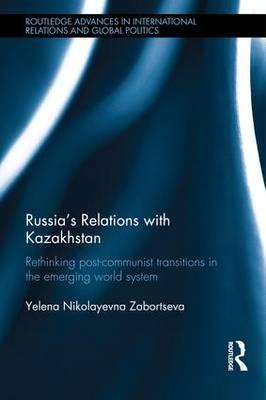 ROUTLEDGE ADVANCES IN INTERNATIONAL
RELATIONS AND GLOBAL POLITICS
Russia's Relations with
Kazakhstan
Rethinking post-communist transitions in
the emerging world system
Yelena Nikolayevna Zabortseva
ROUTLEDGE